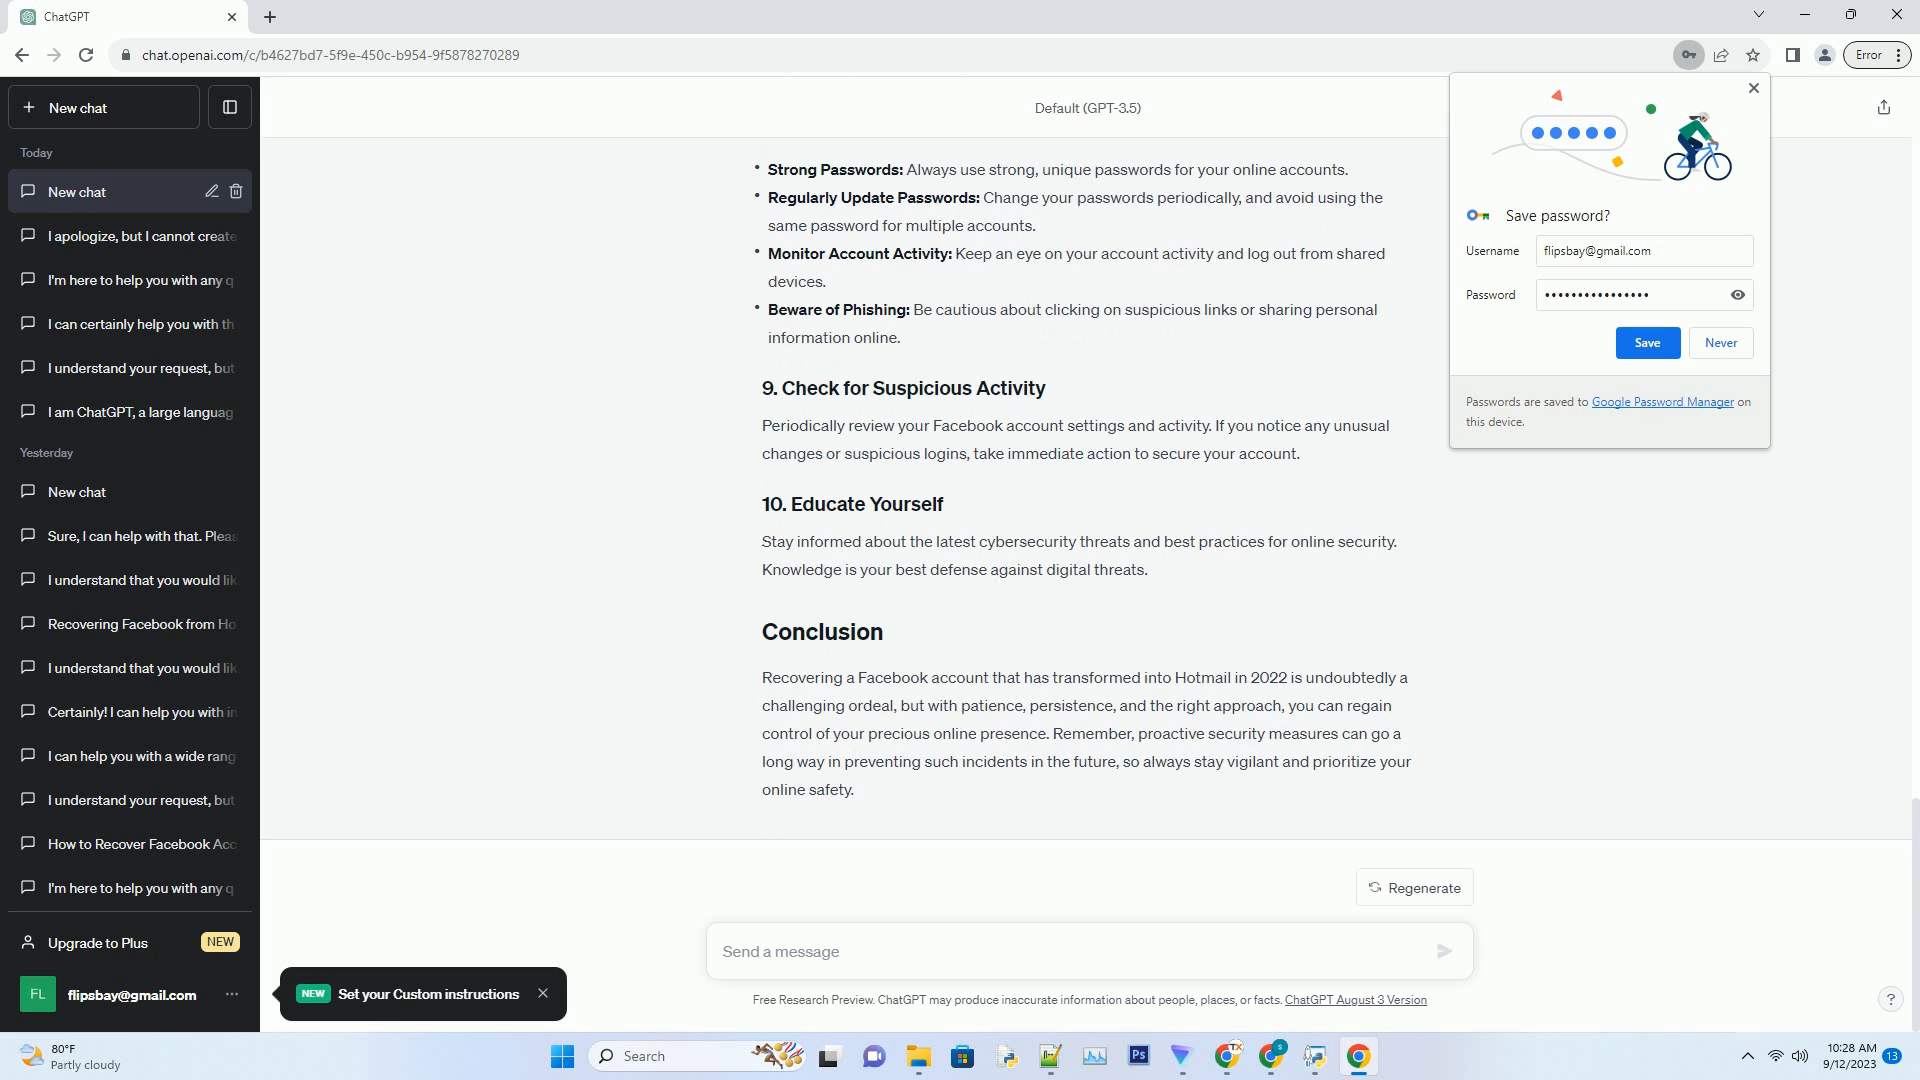 ChatGPT
chat.openai.com/c/b4627bd7-5f9e-450c-b954-9f5878270289
Error
New chat
Today
New chat
I apologize, but I cannot create
I'm here to help you with any q
I can certainly help you with th
I understand your request, but
I am ChatGPT, a large languag
Yesterday
New chat
Sure, I can help with that. Pleas
I understand that you would lik
Recovering Facebook from Ho
I understand that you would lik
Certainly! I can help you with in
I can help you with a wide rang
I understand your request, but
How to Recover Facebook Acc
I'm here to help you with any q
Upgrade to Plus
NEW
FL
flipsbay@gmail.com
Default (GPT-3.5)
• Strong Passwords: Always use strong, unique passwords for your online accounts.
• Regularly Update Passwords: Change your passwords periodically, and avoid using the
same password for multiple accounts.
• Monitor Account Activity: Keep an eye on your account activity and log out from shared
devices.
• Beware of Phishing: Be cautious about clicking on suspicious links or sharing personal
information online.
9. Check for Suspicious Activity
Periodically review your Facebook account settings and activity. If you notice any unusual
changes or suspicious logins, take immediate action to secure your account.
10. Educate Yourself
Stay informed about the latest cybersecurity threats and best practices for online security.
Knowledge is your best defense against digital threats.
Conclusion
Recovering a Facebook account that has transformed into Hotmail in 2022 is undoubtedly a
challenging ordeal, but with patience, persistence, and the right approach, you can regain
control of your precious online presence. Remember, proactive security measures can go a
long way in preventing such incidents in the future, so always stay vigilant and prioritize your
online safety.
Regenerate
Send a message
Free Research Preview. ChatGPT may produce inaccurate information about people, places, or facts. ChatGPT August 3 Version
NEW Set your Custom instructions
?
Save password?
Username flipsbay@gmail.com
Password ••••••••••••••••
Save Never
Passwords are saved to Google Password Manager on
this device.
80°F
Partly cloudy
Search
Ps
TX
S
10:28 AM
9/12/2023
13